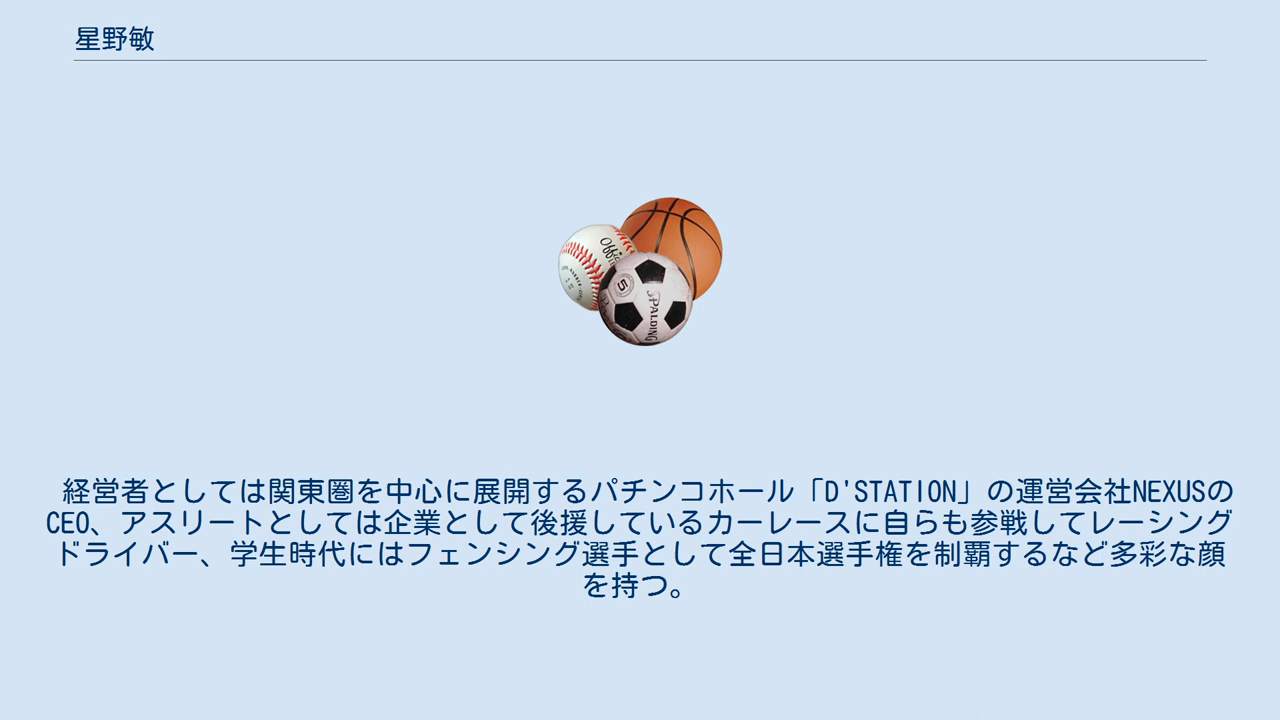 星野敏
Offi
5
SPALDING
経営者としては関東圏を中心に展開するパチンコホール「D'STATION」の運営会社NEXUSの
CEO、アスリートとしては企業として後援しているカーレースに自らも参戦してレーシング
ドライバー、学生時代にはフェンシング選手として全日本選手権を制覇するなど多彩な顔
を持つ。